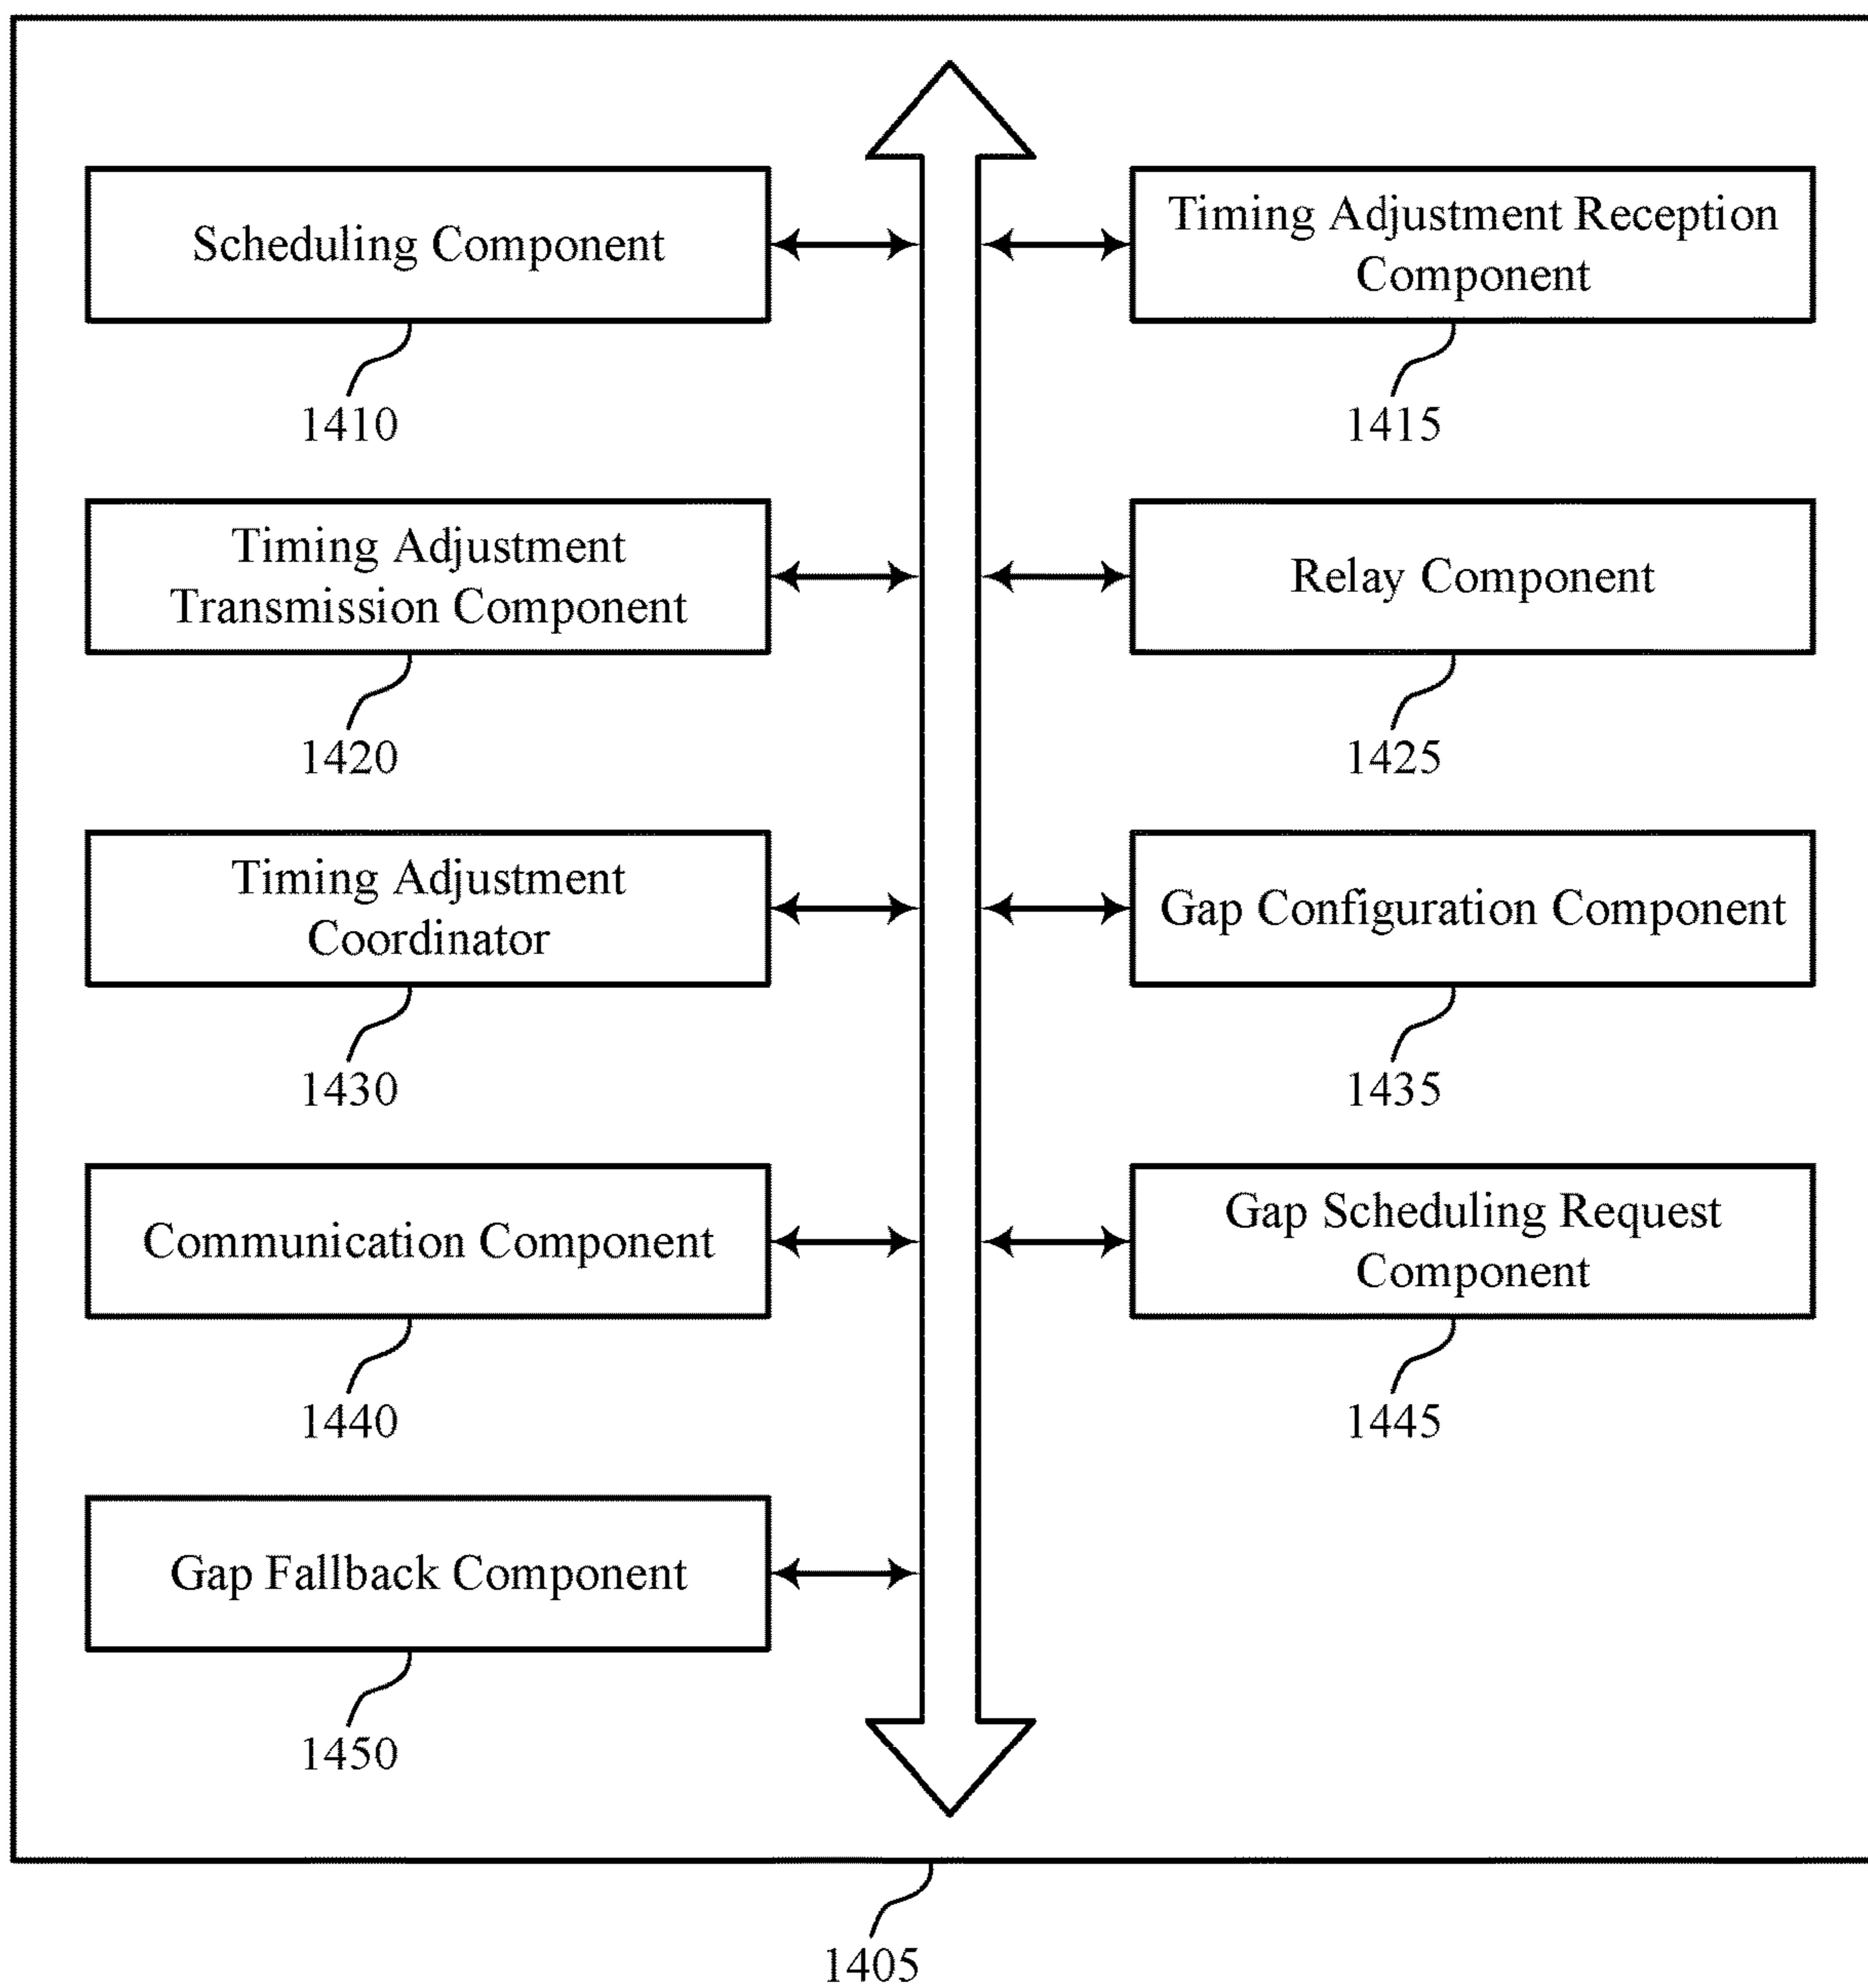 Scheduling Component
1410
Timing Adjustment Reception
Component
1415
Timing Adjustment
Transmission Component
1420
Relay Component
1425
Timing Adjustment
Coordinator
1430
Gap Configuration Component
1435
Communication Component
1440
Gap Scheduling Request
Component
1445
Gap Fallback Component
1450
1405